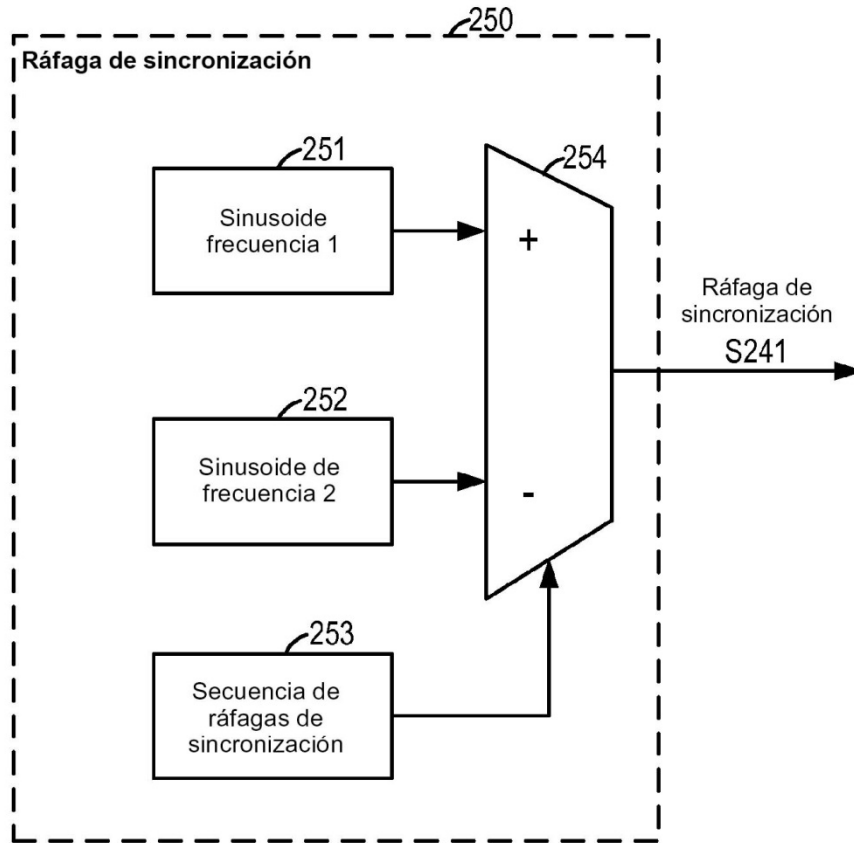 250
Ráfaga de sincronización
251
Sinusoide
frecuencia 1
254
+
Ráfaga de
sincronización
S241
252
Sinusoide de
frecuencia 2
-
253
Secuencia de
ráfagas de
sincronización